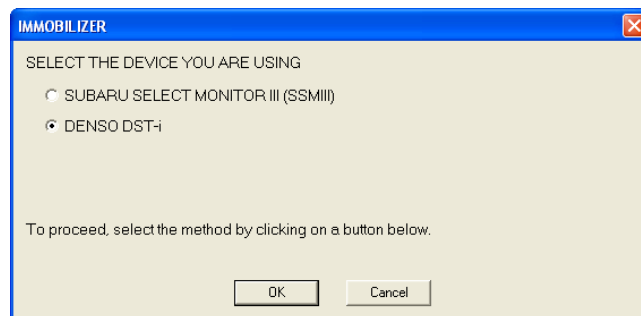 IMMOBILIZER
SELECT THE DEVICE YOU ARE USING
SUBARU SELECT MONITOR III (SSMIII)
DENSO DST-i
To proceed, select the method by clicking on a button below.
OK Cancel